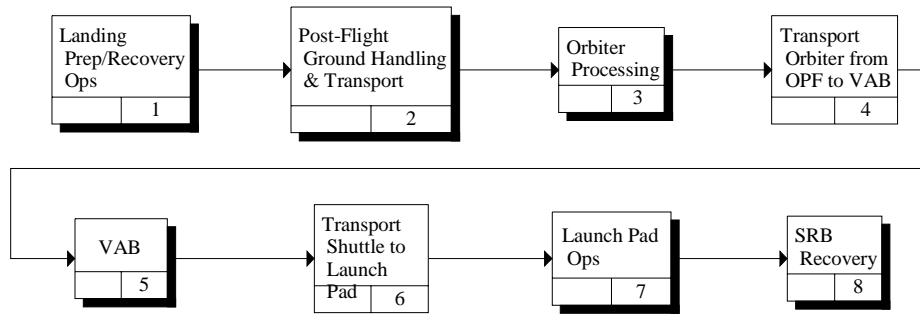 Landing
Prep/Recovery
Ops
1
Post-Flight
Ground Handling
& Transport
2
Orbiter
Processing
3
Transport
Orbiter from
OPF to VAB
4
VAB
5
Transport
Shuttle to
Launch
Pad
6
Launch Pad
Ops
7
SRB
Recovery
8